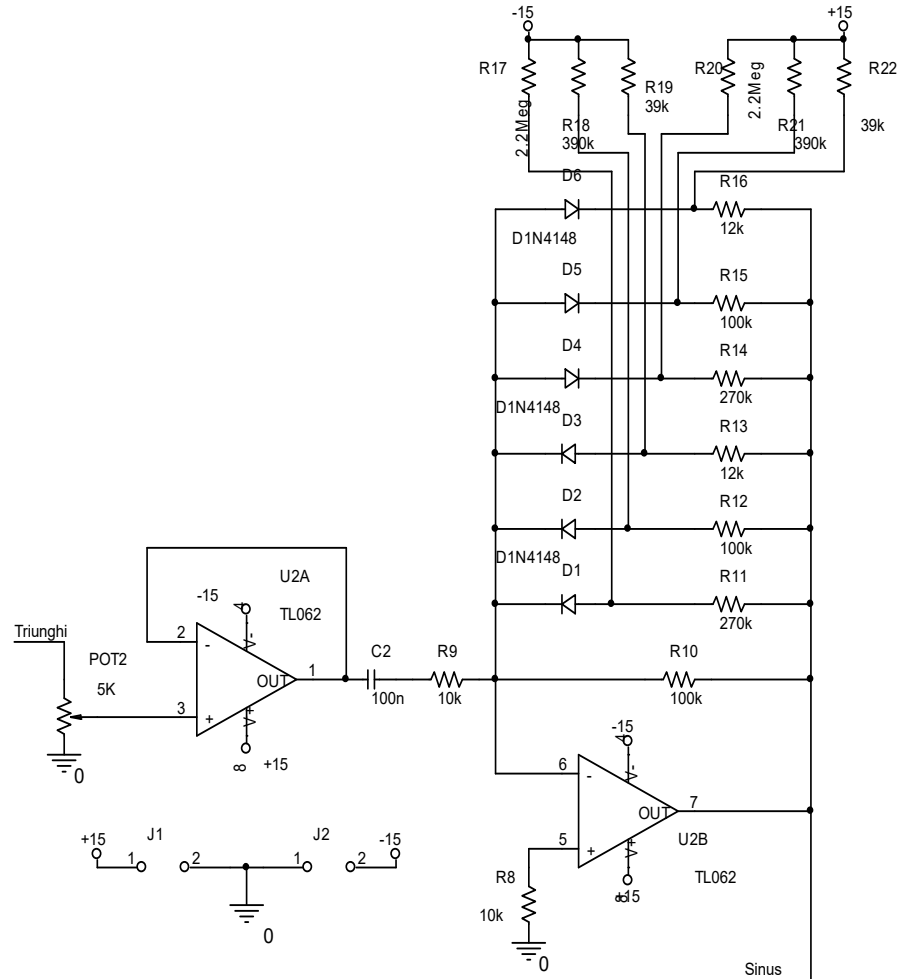 -15
+15
R17
2.2Meg
R18
390k
R19
39k
R20
2.2Meg
R21
390k
R22
39k
D6
D1N4148
R16
12k
D5
R15
100k
D4
D1N4148
R14
270k
D3
R13
12k
D2
D1N4148
R12
100k
D1
R11
270k
Triunghi
POT2
5K
0
-15
U2A
TL062
4
V-
2
-
1
OUT
3
+
V+
8
+15
C2
100n
R9
10k
R10
100k
-15
4
V-
6
-
7
OUT
U2B
5
+
V+
8
+15
TL062
R8
10k
0
+15
J1
1
2
J2
1
2
-15
0
Sinus